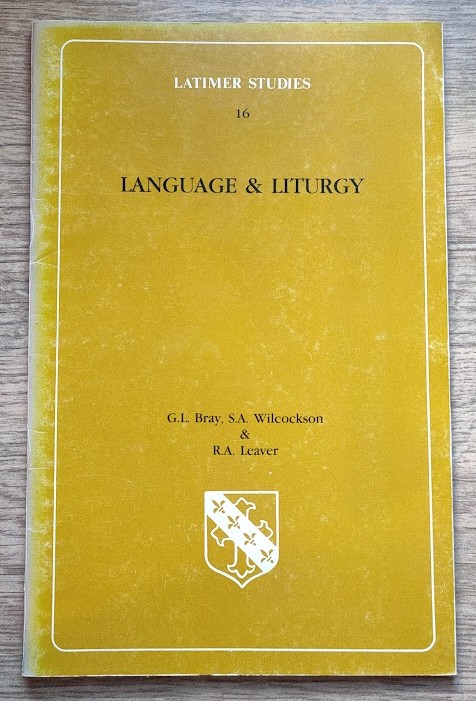 LATIMER STUDIES
16
LANGUAGE & LITURGY
G.L. Bray, S.A. Wilcockson
&
R.A. Leaver